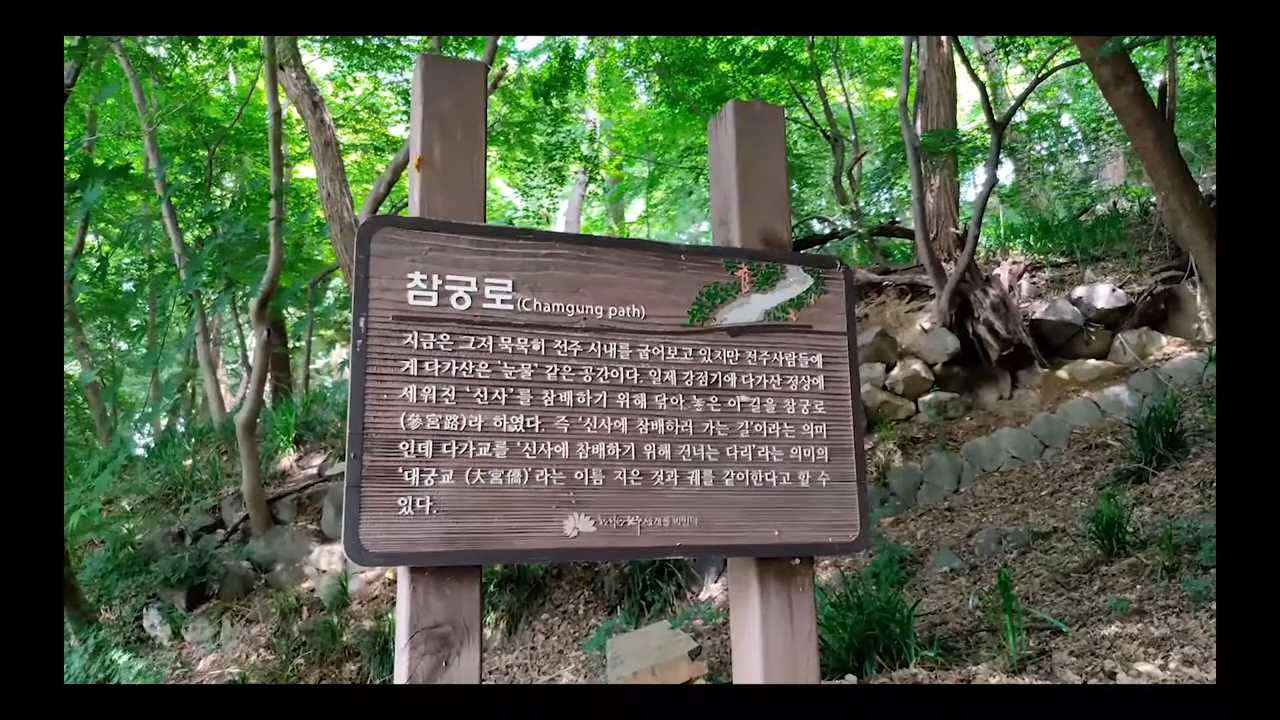 참궁로(Chamgung path)
지금은 그저 묵묵히 전주 시내를 굽어보고 있지만 전주사람들에
게 다가산은 '눈물' 같은 공간이다. 일제 강점기에 다가산 정상에
세워진 '신사'를 참배하기 위해 닦아 놓은 이 길을 참궁로
(參宮路)라 하였다. 즉 '신사에 참배하러 가는 길'이라는 의미
인데 다가교를 '신사에 참배하기 위해 건너는 다리'라는 의미의
'대궁교 (大宮僑)'라는 이름 지은 것과 궤를 같이한다고 할 수
있다.
세계를 비빈다